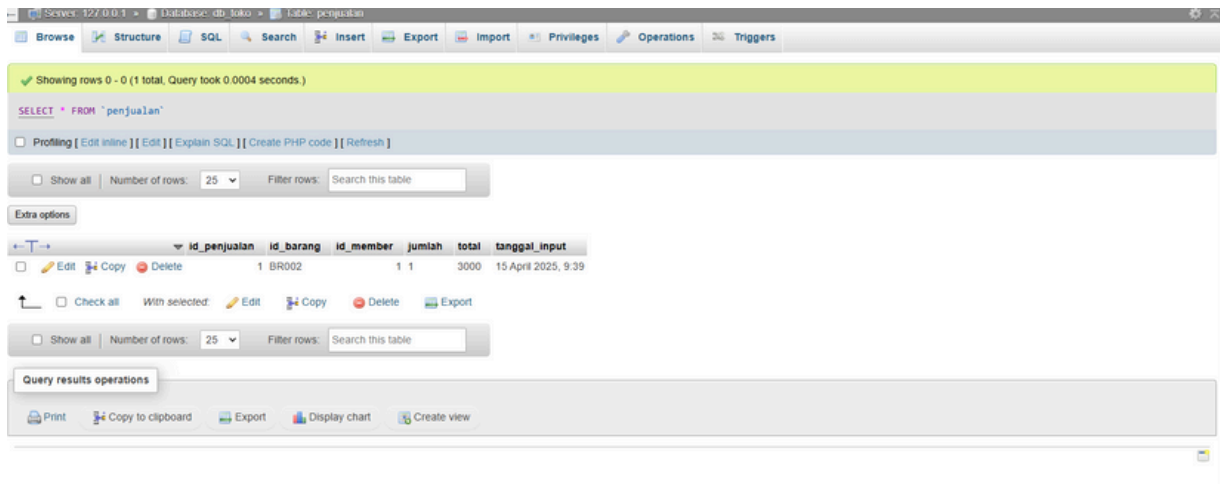 Server: 127.0.0.1 » Database: db_toko » Table: penjualan
Browse Structure SQL Search Insert Export Import Privileges Operations Triggers
Showing rows 0 - 0 (1 total, Query took 0.0004 seconds.)
SELECT * FROM `penjualan`
Profiling [ Edit inline ] [ Edit ] [ Explain SQL ] [ Create PHP code ] [ Refresh ]
Show all | Number of rows: 25 Filter rows: Search this table
Extra options
←T→ id_penjualan id_barang id_member jumlah total tanggal_input
Edit Copy Delete 1 BR002 1 1 3000 15 April 2025, 9:39
Check all With selected: Edit Copy Delete Export
Show all | Number of rows: 25 Filter rows: Search this table
Query results operations
Print Copy to clipboard Export Display chart Create view